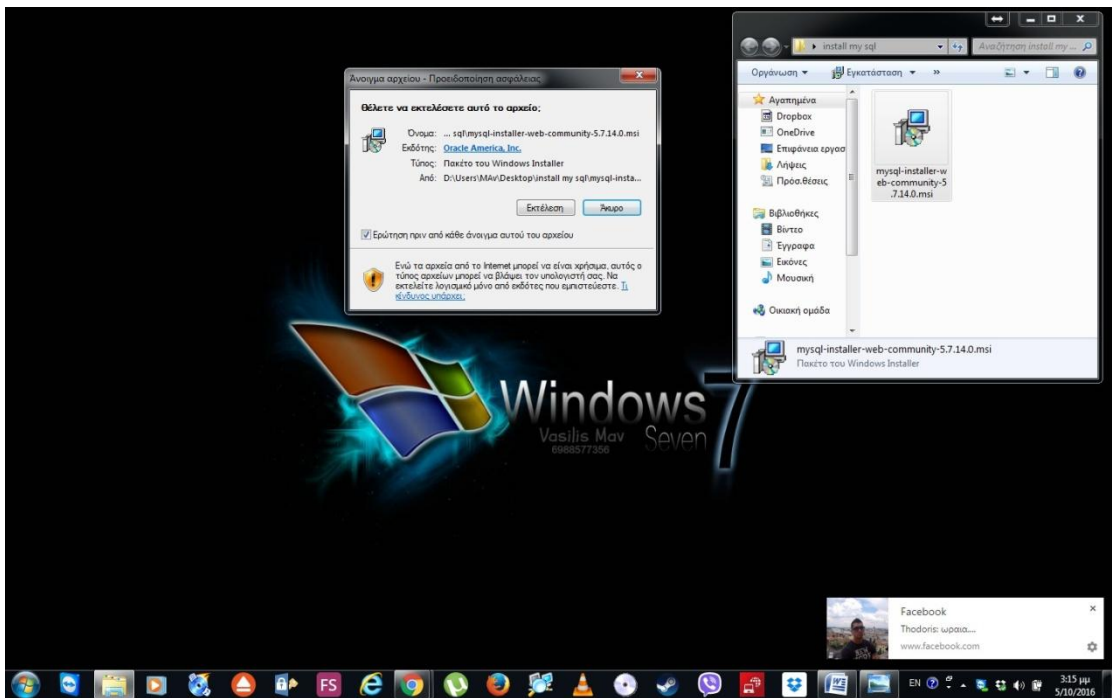 Άνοιγμα αρχείου - Προειδοποίηση ασφάλειας
Θέλετε να εκτελέσετε αυτό το αρχείο;
Όνομα: ... sql\mysql-installer-web-community-5.7.14.0.msi
Εκδότης: Oracle America, Inc.
Τύπος: Πακέτο του Windows Installer
Από: D:\Users\MAv\Desktop\install my sql\mysql-insta...
Εκτέλεση Άκυρο
Ερώτηση πριν από κάθε άνοιγμα αυτού του αρχείου
Ενώ τα αρχεία από το Internet μπορεί να είναι χρήσιμα, αυτός ο
τύπος αρχείων μπορεί να βλάψει τον υπολογιστή σας. Να
εκτελείτε λογισμικό μόνο από εκδότες που εμπιστεύεστε. Τι
κίνδυνος υπάρχει;
install my sql
Αναζήτηση install my ...
Οργάνωση Εγκατάσταση »
Αγαπημένα
Dropbox
OneDrive
Επιφάνεια εργασ
Λήψεις
Πρόσ.θέσεις
Βιβλιοθήκες
Βίντεο
Έγγραφα
Εικόνες
Μουσική
Οικιακή ομάδα
mysql-installer-w
eb-community-5
.7.14.0.msi
mysql-installer-web-community-5.7.14.0.msi
Πακέτο του Windows Installer
Windows 7
Seven
Vasilis Mav
6988577356
Facebook
Thodoris: ωραια....
www.facebook.com
FS
EN
3:15 μμ
5/10/2016